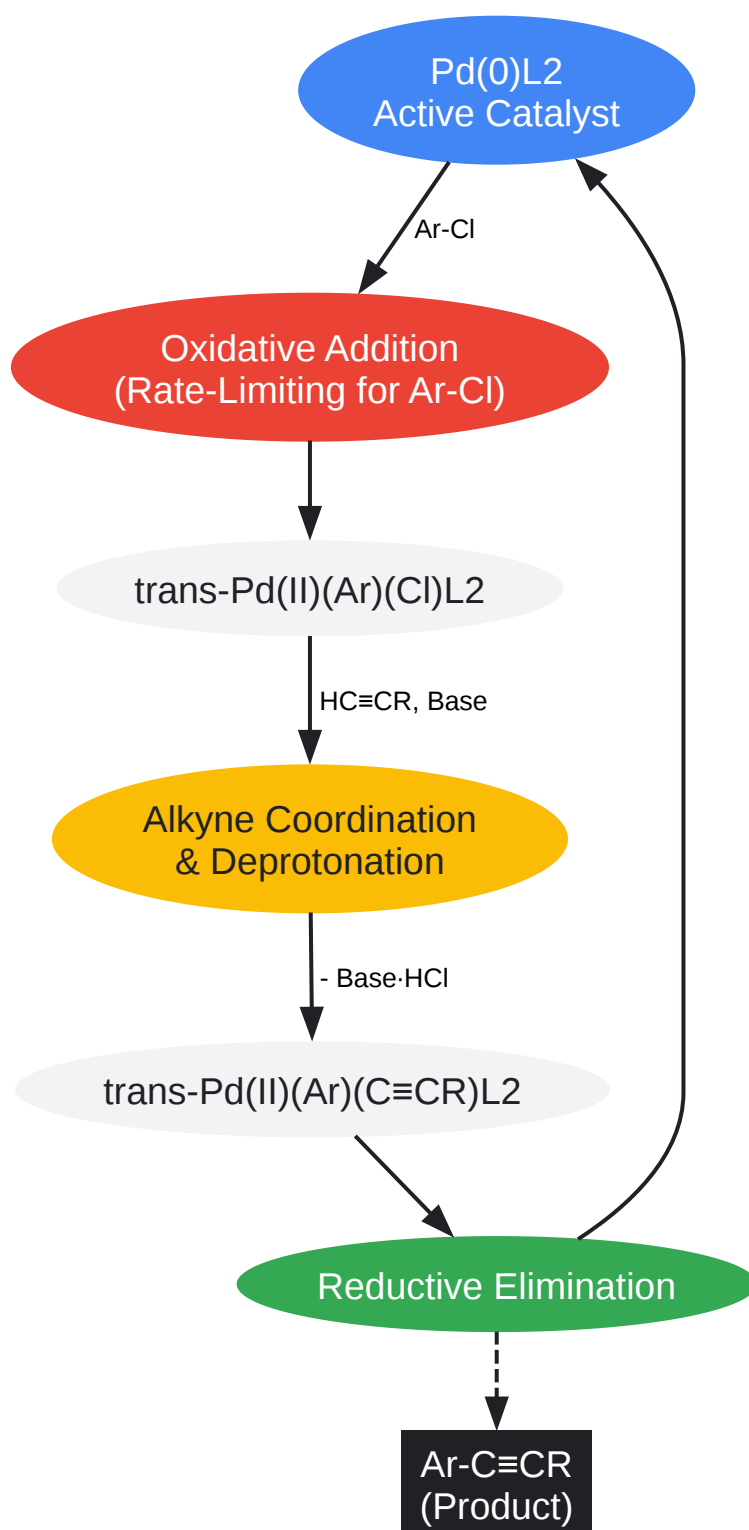 Pd(0)L2
Active Catalyst
Ar-Cl
Oxidative Addition
(Rate-Limiting for Ar-Cl)
trans-Pd(II)(Ar)(Cl)L2
HC≡CR, Base
Alkyne Coordination
& Deprotonation
- Base·HCl
trans-Pd(II)(Ar)(C≡CR)L2
Reductive Elimination
Ar-C≡CR
(Product)